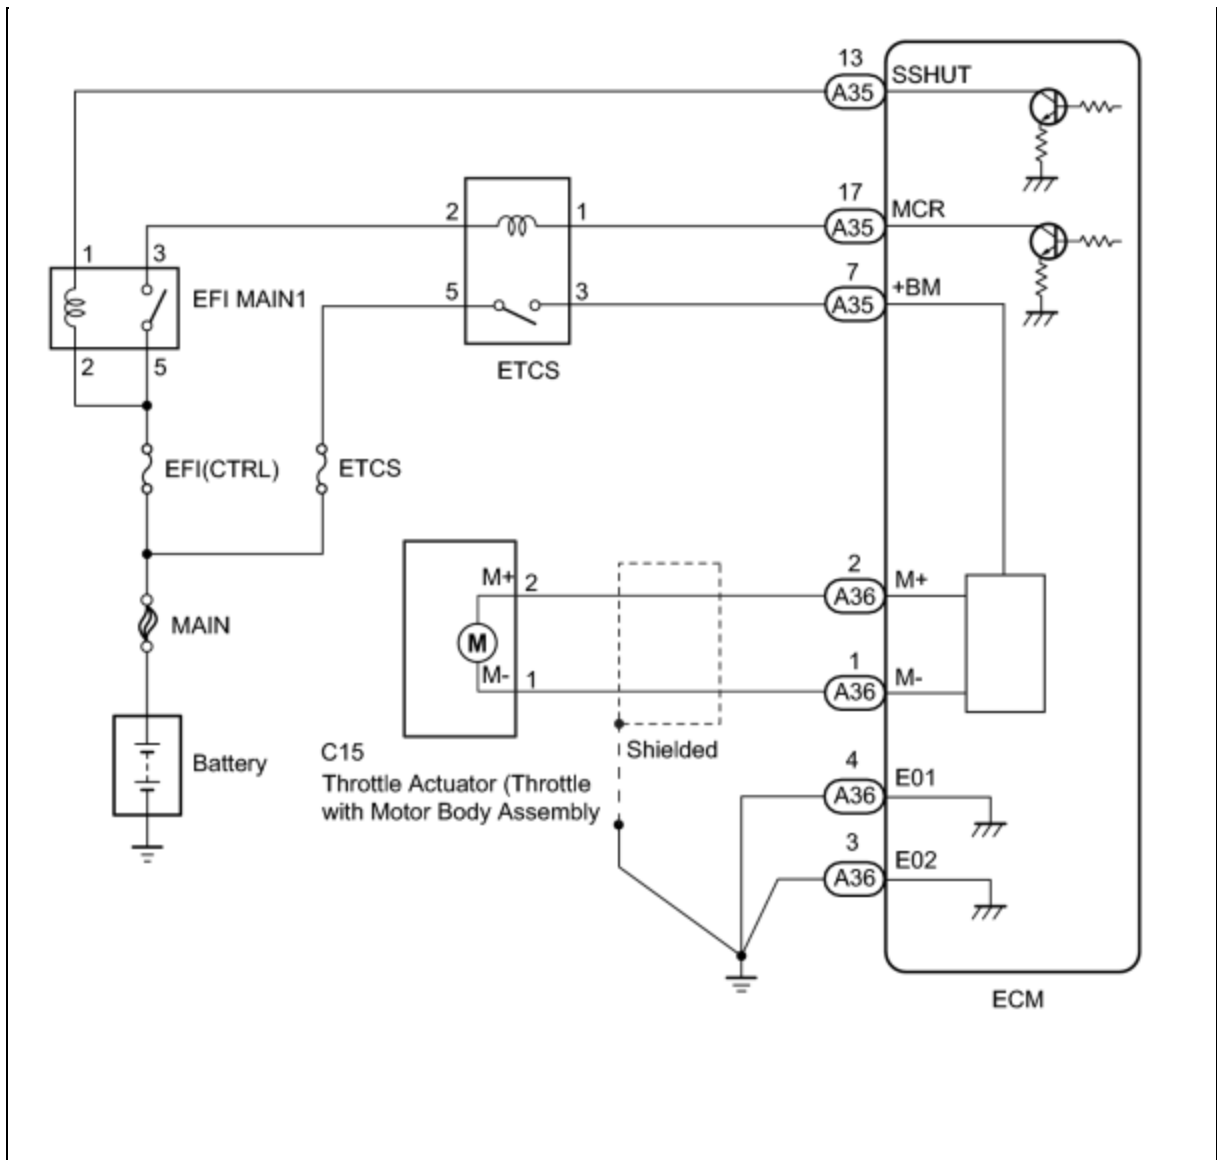 13
SSHUT
A35
17
MCR
2
1
A35
1
3
7
+BM
EFI MAIN1
5
3
A35
2
5
ETCS
EFI(CTRL)
ETCS
M+
2
2
M+
A36
MAIN
M
M-
1
1
M-
A36
Battery
C15
Throttle Actuator (Throttle
with Motor Body Assembly
Shielded
4
E01
A36
3
E02
A36
ECM